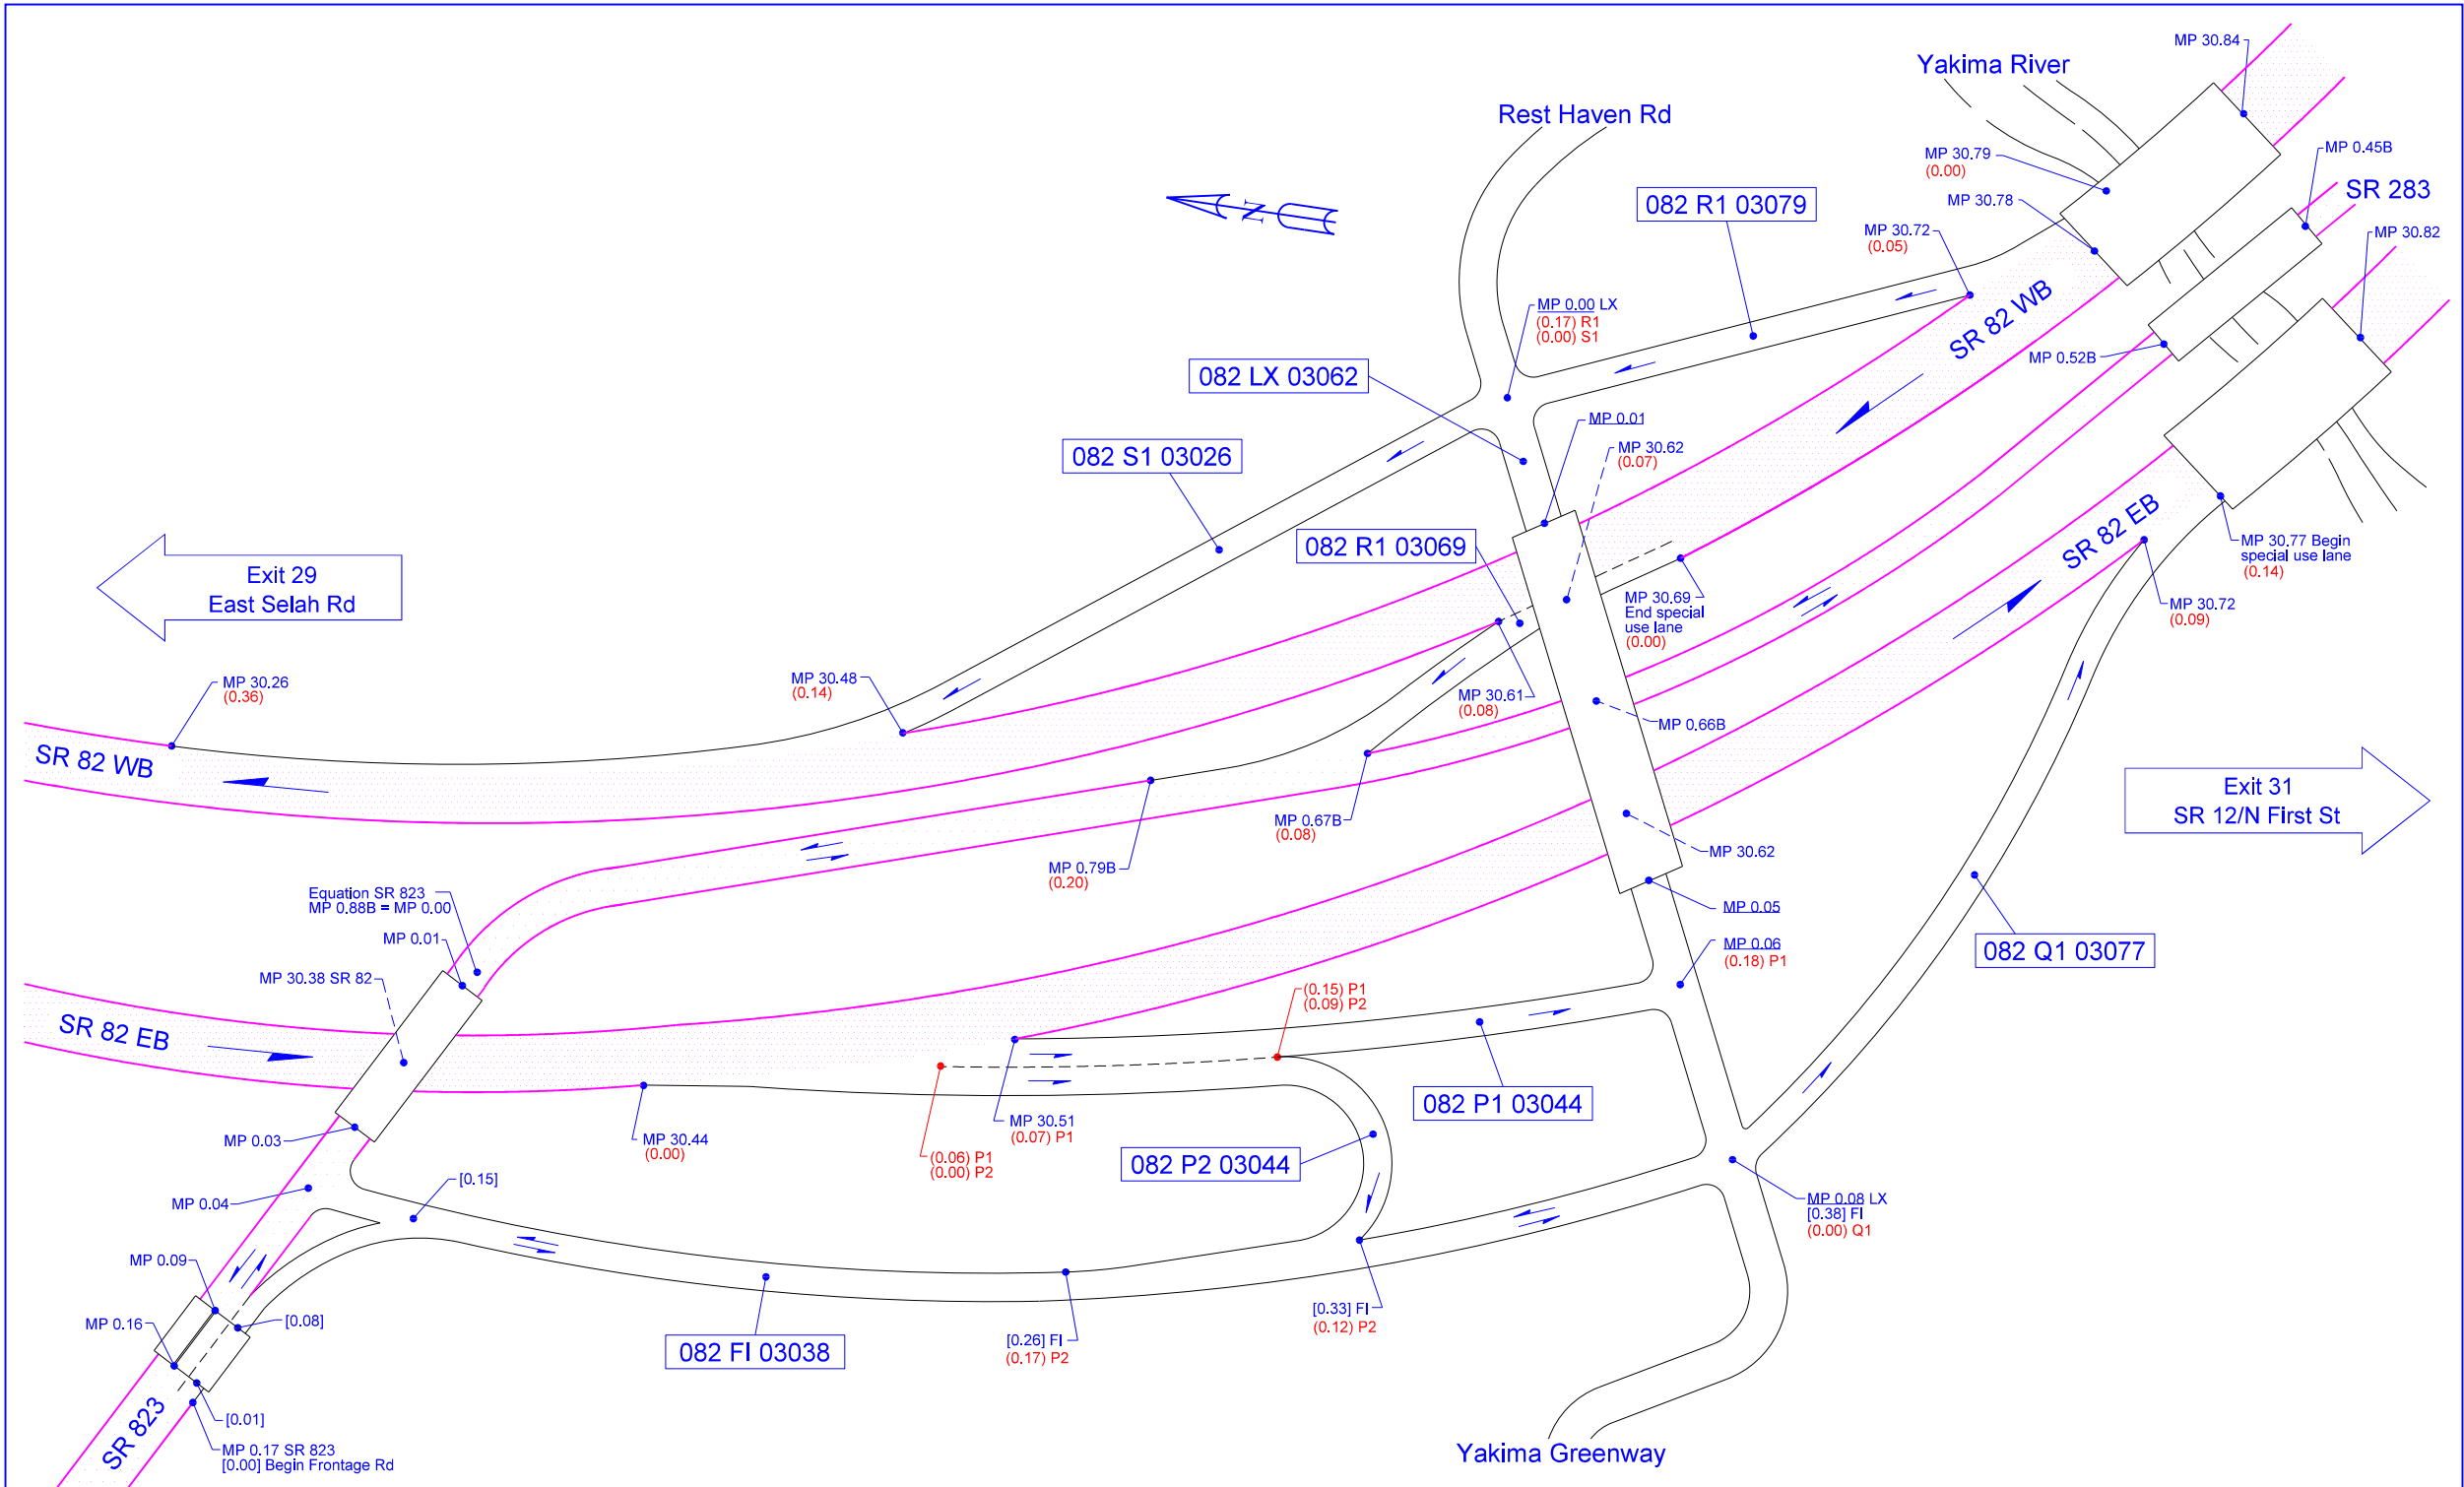 MP 30.84
Yakima River
Rest Haven Rd
MP 30.79
(0.00)
MP 0.45B
SR 283
082 R1 03079
MP 30.78
MP 30.72
(0.05)
MP 30.82
N
MP 0.00 LX
(0.17) R1
(0.00) S1
SR 82 WB
MP 0.52B
082 LX 03062
MP 0.01
082 S1 03026
MP 30.62
(0.07)
SR 82 EB
082 R1 03069
MP 30.77 Begin
special use lane
(0.14)
Exit 29
East Selah Rd
MP 30.69
End special
use lane
(0.00)
MP 30.72
(0.09)
MP 30.26
(0.36)
MP 30.48
(0.14)
MP 30.61
(0.08)
MP 0.66B
SR 82 WB
Exit 31
SR 12/N First St
MP 0.67B
(0.08)
MP 30.62
MP 0.79B
(0.20)
Equation SR 823
MP 0.88B = MP 0.00
MP 0.05
MP 0.01
MP 0.06
(0.18) P1
082 Q1 03077
MP 30.38 SR 82
(0.15) P1
(0.09) P2
SR 82 EB
082 P1 03044
MP 30.51
(0.07) P1
MP 0.03
MP 30.44
(0.00)
(0.06) P1
(0.00) P2
082 P2 03044
[0.15]
MP 0.04
MP 0.08 LX
[0.38] FI
(0.00) Q1
MP 0.09
[0.33] FI
(0.12) P2
MP 0.16
[0.08]
[0.26] FI
(0.17) P2
082 FI 03038
SR 823
[0.01]
MP 0.17 SR 823
[0.00] Begin Frontage Rd
Yakima Greenway